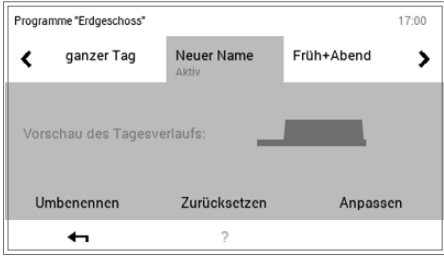 Programme "Erdgeschoss" 17:00
ganzer Tag Neuer Name Früh+Abend
Aktiv
Vorschau des Tagesverlaufs:
Umbenennen Zurücksetzen Anpassen
?